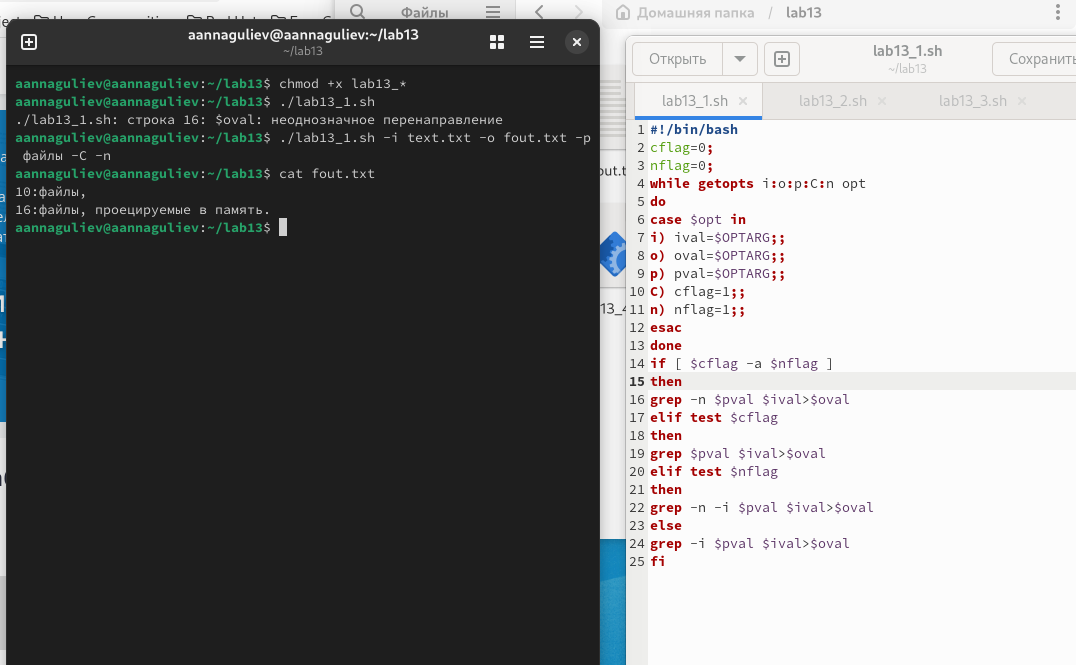 Файлы
Домашняя папка / lab13
aannaguliev@aannaguliev:~/lab13
~/lab13
aannaguliev@aannaguliev:~/lab13$ chmod +x lab13_*
aannaguliev@aannaguliev:~/lab13$ ./lab13_1.sh
./lab13_1.sh: строка 16: $oval: неоднозначное перенаправление
aannaguliev@aannaguliev:~/lab13$ ./lab13_1.sh -i text.txt -o fout.txt -p
файлы -C -n
aannaguliev@aannaguliev:~/lab13$ cat fout.txt
10:файлы,
16:файлы, проецируемые в память.
aannaguliev@aannaguliev:~/lab13$
Открыть
lab13_1.sh
~/lab13
Сохранить
lab13_1.sh × lab13_2.sh × lab13_3.sh ×
1 #!/bin/bash
2 cflag=0;
3 nflag=0;
4 while getopts i:o:p:C:n opt
5 do
6 case $opt in
7 i) ival=$OPTARG;;
8 o) oval=$OPTARG;;
9 p) pval=$OPTARG;;
10 C) cflag=1;;
11 n) nflag=1;;
12 esac
13 done
14 if [ $cflag -a $nflag ]
15 then
16 grep -n $pval $ival>$oval
17 elif test $cflag
18 then
19 grep $pval $ival>$oval
20 elif test $nflag
21 then
22 grep -n -i $pval $ival>$oval
23 else
24 grep -i $pval $ival>$oval
25 fi